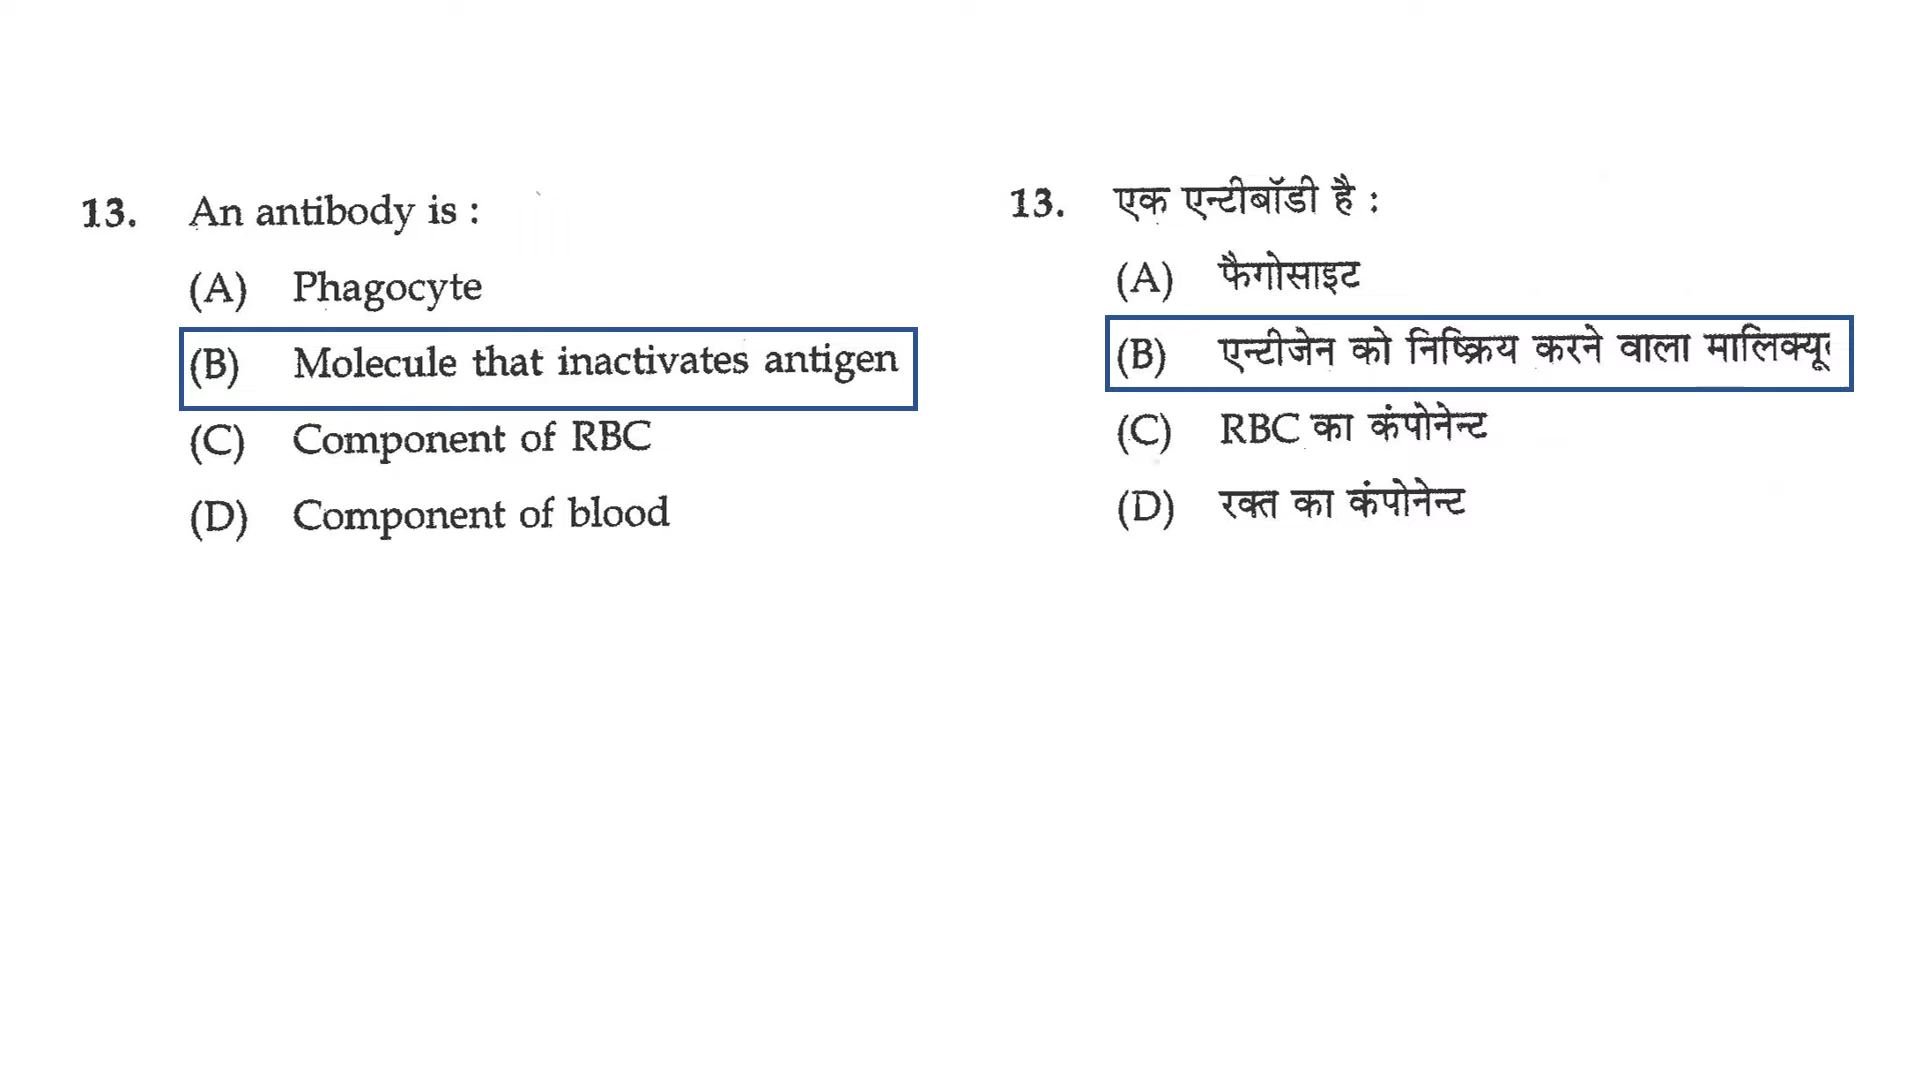 13. An antibody is :
(A) Phagocyte
(B) Molecule that inactivates antigen
(C) Component of RBC
(D) Component of blood
13. एक एन्टीबॉडी है :
(A) फैगोसाइट
(B) एन्टीजेन को निष्क्रिय करने वाला
(C) RBC का कंपोनेन्ट
(D) रक्त का कंपोनेन्ट